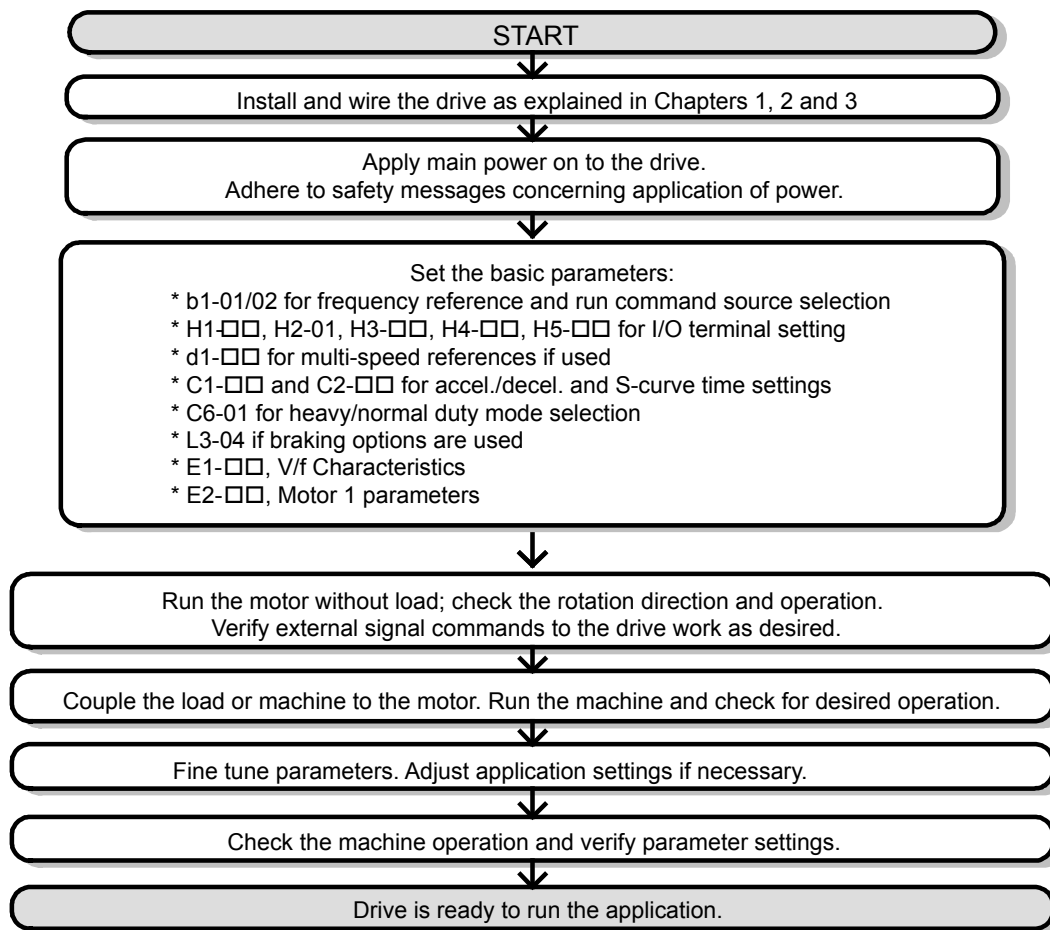 START
Install and wire the drive as explained in Chapters 1, 2 and 3
Apply main power on to the drive.
Adhere to safety messages concerning application of power.
Set the basic parameters:
* b1-01/02 for frequency reference and run command source selection
* H1-□□, H2-01, H3-□□, H4-□□, H5-□□ for I/O terminal setting
* d1-□□ for multi-speed references if used
* C1-□□ and C2-□□ for accel./decel. and S-curve time settings
* C6-01 for heavy/normal duty mode selection
* L3-04 if braking options are used
* E1-□□, V/f Characteristics
* E2-□□, Motor 1 parameters
Run the motor without load; check the rotation direction and operation.
Verify external signal commands to the drive work as desired.
Couple the load or machine to the motor. Run the machine and check for desired operation.
Fine tune parameters. Adjust application settings if necessary.
Check the machine operation and verify parameter settings.
Drive is ready to run the application.